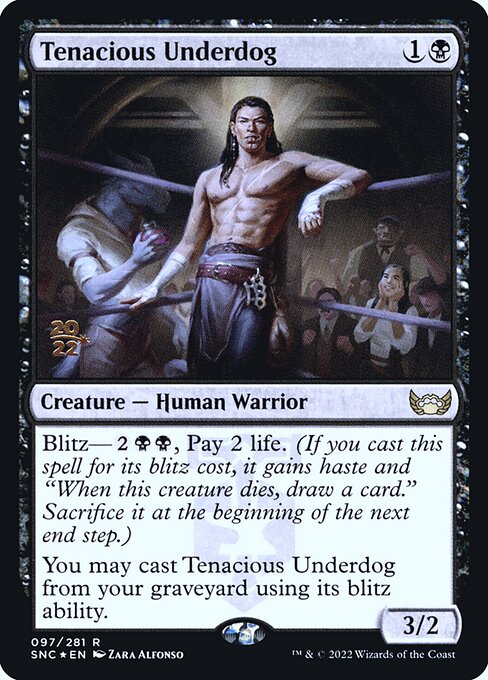 Tenacious Underdog 1
20
22
Creature — Human Warrior
Blitz—2, Pay 2 life. (If you cast this
spell for its blitz cost, it gains haste and
“When this creature dies, draw a card.”
Sacrifice it at the beginning of the next
end step.)
You may cast Tenacious Underdog
from your graveyard using its blitz
ability.
3/2
097/281 R
SNC ★ EN Zara Alfonso
™ & © 2022 Wizards of the Coast